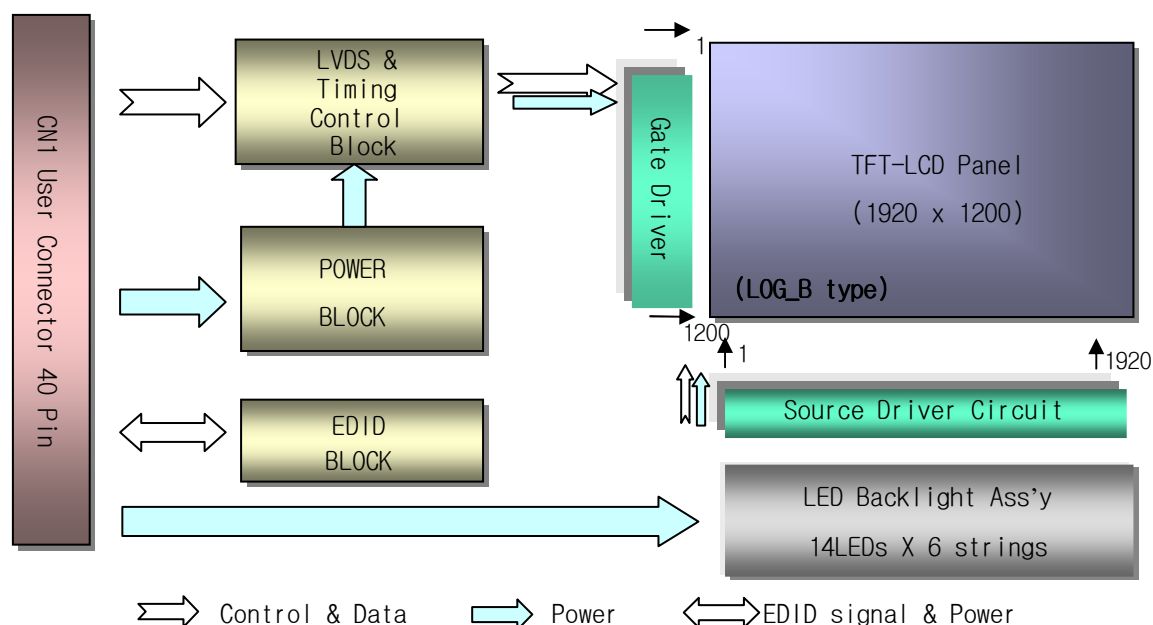 CN1 User Connector 40 Pin
LVDS &
Timing
Control
Block
POWER
BLOCK
EDID
BLOCK
Gate Driver
1
1200
TFT-LCD Panel
(1920 x 1200)
(LOG_B type)
1
1920
Source Driver Circuit
LED Backlight Ass’y
14LEDs X 6 strings
Control & Data
Power
EDID signal & Power